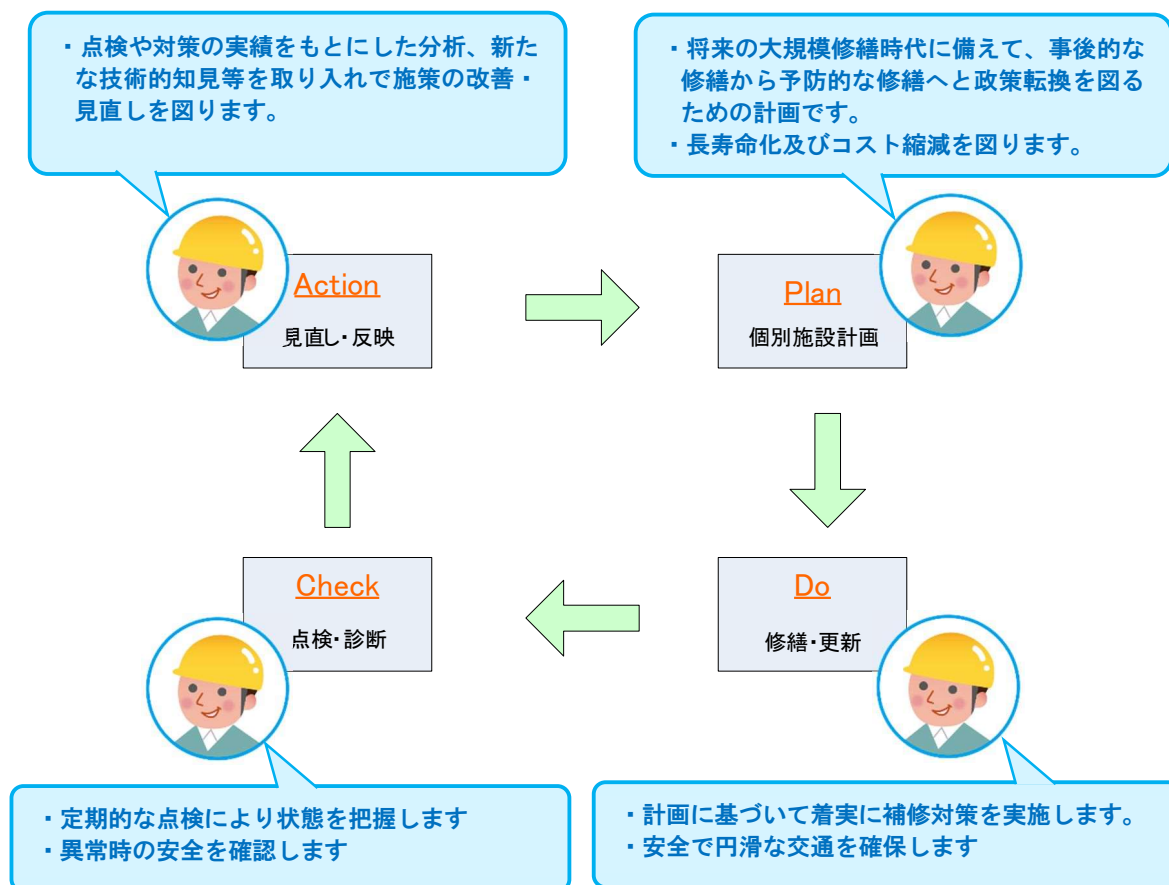 ・点検や対策の実績をもとにした分析、新た
な技術的知見等を取り入れで施策の改善・
見直しを図ります。
・将来の大規模修繕時代に備えて、事後的な
修繕から予防的な修繕へと政策転換を図る
ための計画です。
・長寿命化及びコスト縮減を図ります。
Action
見直し・反映
Plan
個別施設計画
Check
点検・診断
Do
修繕・更新
・定期的な点検により状態を把握します
・異常時の安全を確認します
・計画に基づいて着実に補修対策を実施します。
・安全で円滑な交通を確保します